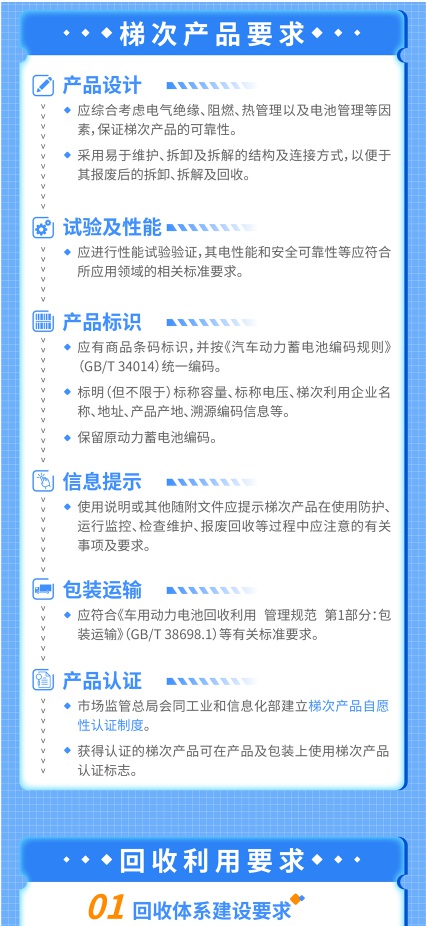 梯次产品要求
产品设计
应综合考虑电气绝缘、阻燃、热管理以及电池管理等因
素，保证梯次产品的可靠性。
采用易于维护、拆卸及拆解的结构及连接方式，以便于
其报废后的拆卸、拆解及回收。
试验及性能
应进行性能试验验证，其电性能和安全可靠性等应符合
所应用领域的相关标准要求。
产品标识
应有商品条码标识，并按《汽车动力蓄电池编码规则》
（GB/T 34014）统一编码。
标明（但不限于）标称容量、标称电压、梯次利用企业名
称、地址、产品产地、溯源编码信息等。
保留原动力蓄电池编码。
信息提示
使用说明或其他随附文件应提示梯次产品在使用防护、
运行监控、检查维护、报废回收等过程中应注意的有关
事项及要求。
包装运输
应符合《车用动力电池回收利用 管理规范 第1部分：包
装运输》（GB/T 38698.1）等有关标准要求。
产品认证
市场监管总局会同工业和信息化部建立梯次产品自愿
性认证制度。
获得认证的梯次产品可在产品及包装上使用梯次产品
认证标志。
回收利用要求
01 回收体系建设要求